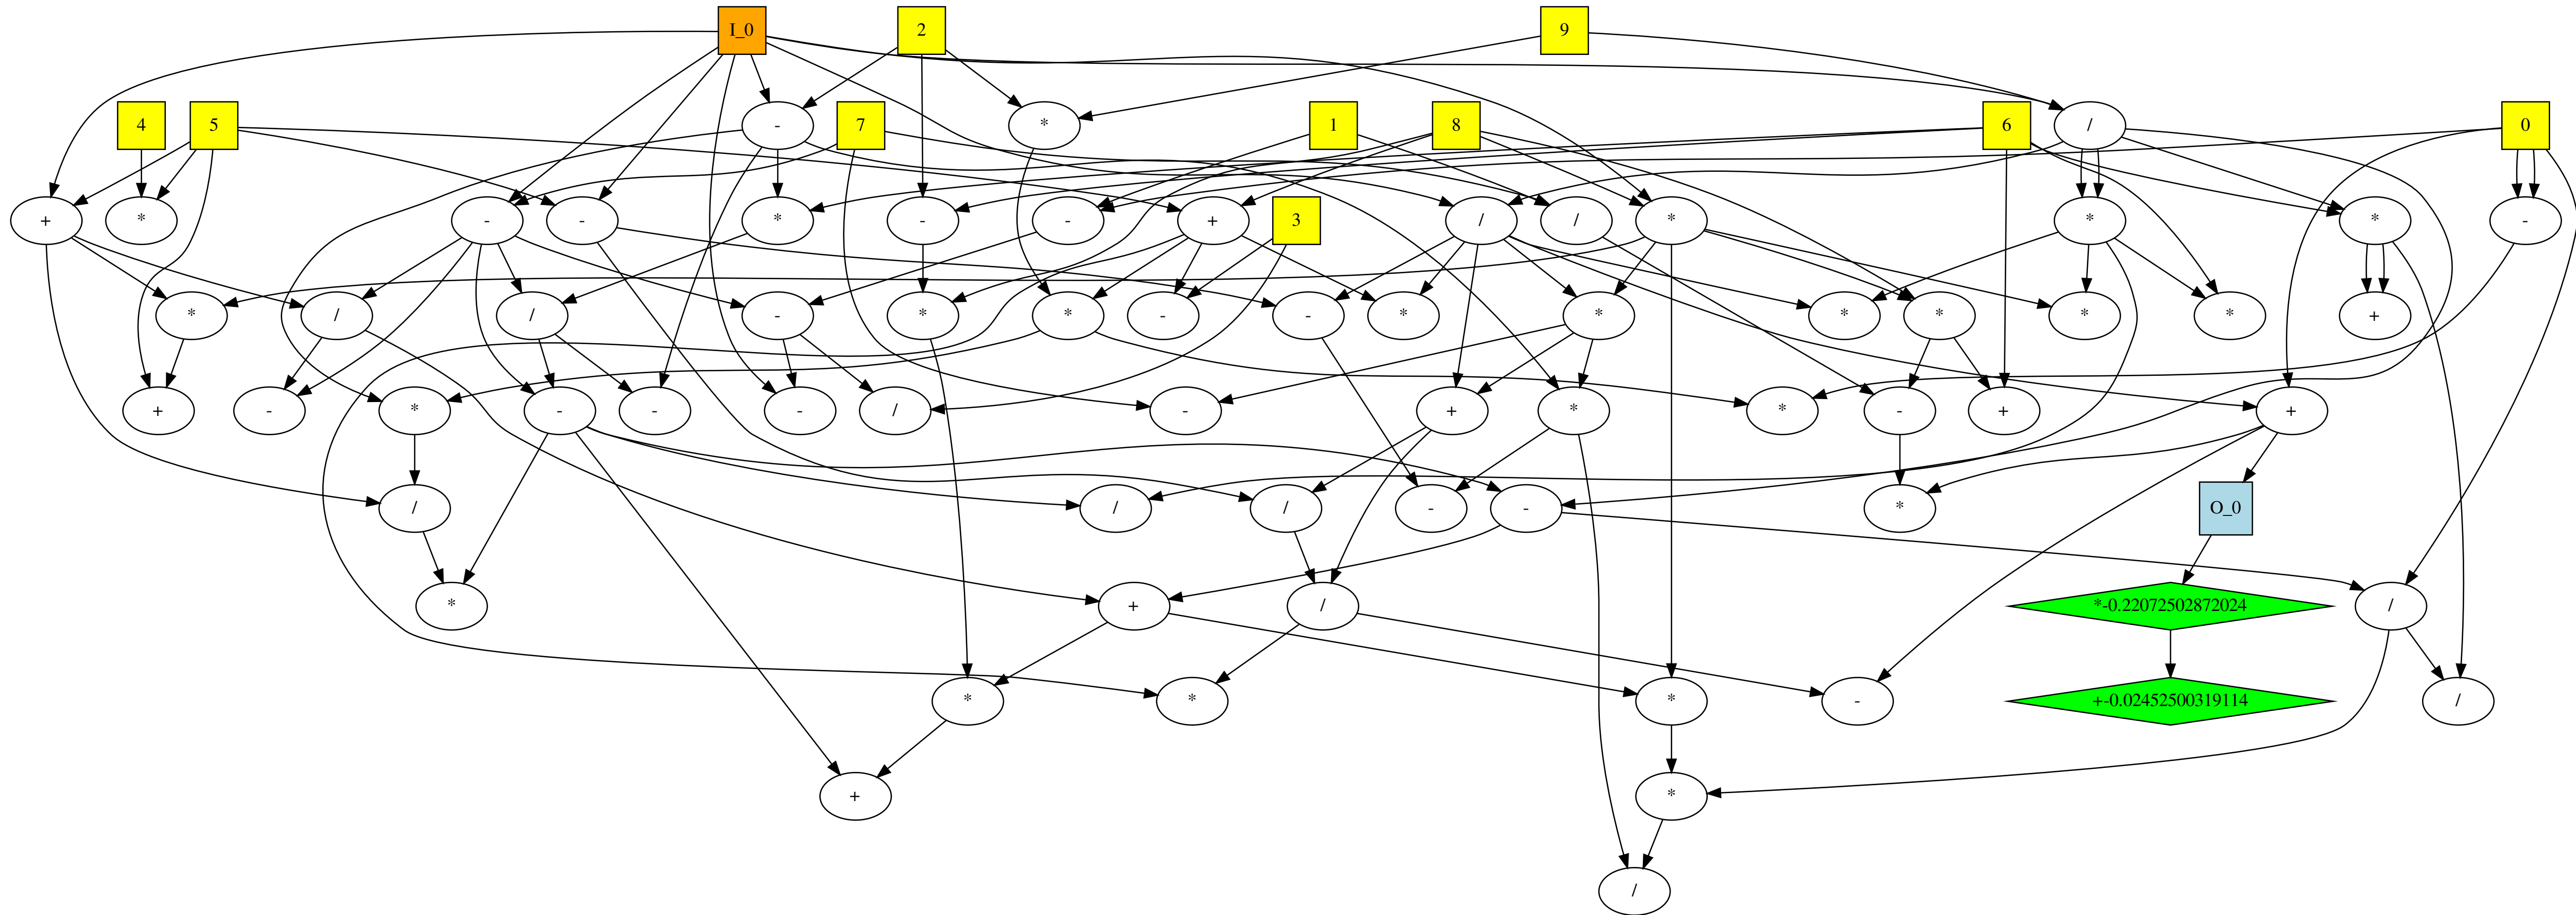 I_0 2 9
4 5 - 7 * 1 8 6 / 0
+ * - - * - - + 3 / / * * * -
* / / - * * - - * * * * * +
+ - * - - - / - + * * - + +
/ / / - - * O_0
* + / *-0.22072502872024 /
* * * - +-0.02452500319114 /
+ *
/